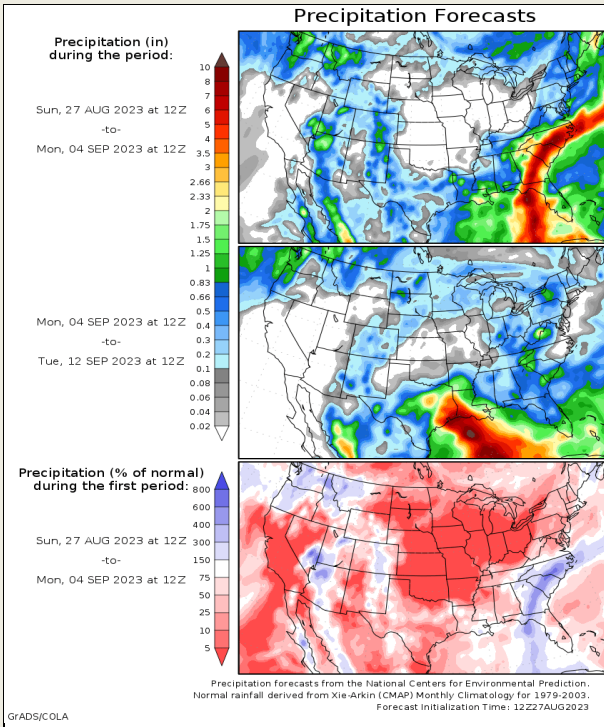 Precipitation Forecasts
Precipitation (in)
during the period:
Sun, 27 AUG 2023 at 12Z
-to-
Mon, 04 SEP 2023 at 12Z
Mon, 04 SEP 2023 at 12Z
-to-
Tue, 12 SEP 2023 at 12Z
10
8
7
6
5
4
3.5
3
2.66
2.33
2
1.75
1.5
1.25
1
0.83
0.66
0.5
0.4
0.3
0.2
0.1
0.08
0.06
0.04
0.02
Precipitation (% of normal)
during the first period:
Sun, 27 AUG 2023 at 12Z
-to-
Mon, 04 SEP 2023 at 12Z
800
600
400
300
150
75
50
25
10
5
Precipitation forecasts from the National Centers for Environmental Prediction.
Normal rainfall derived from Xie-Arkin (CMAP) Monthly Climatology for 1979-2003.
Forecast Initialization Time: 12Z27AUG2023
GrADS/COLA